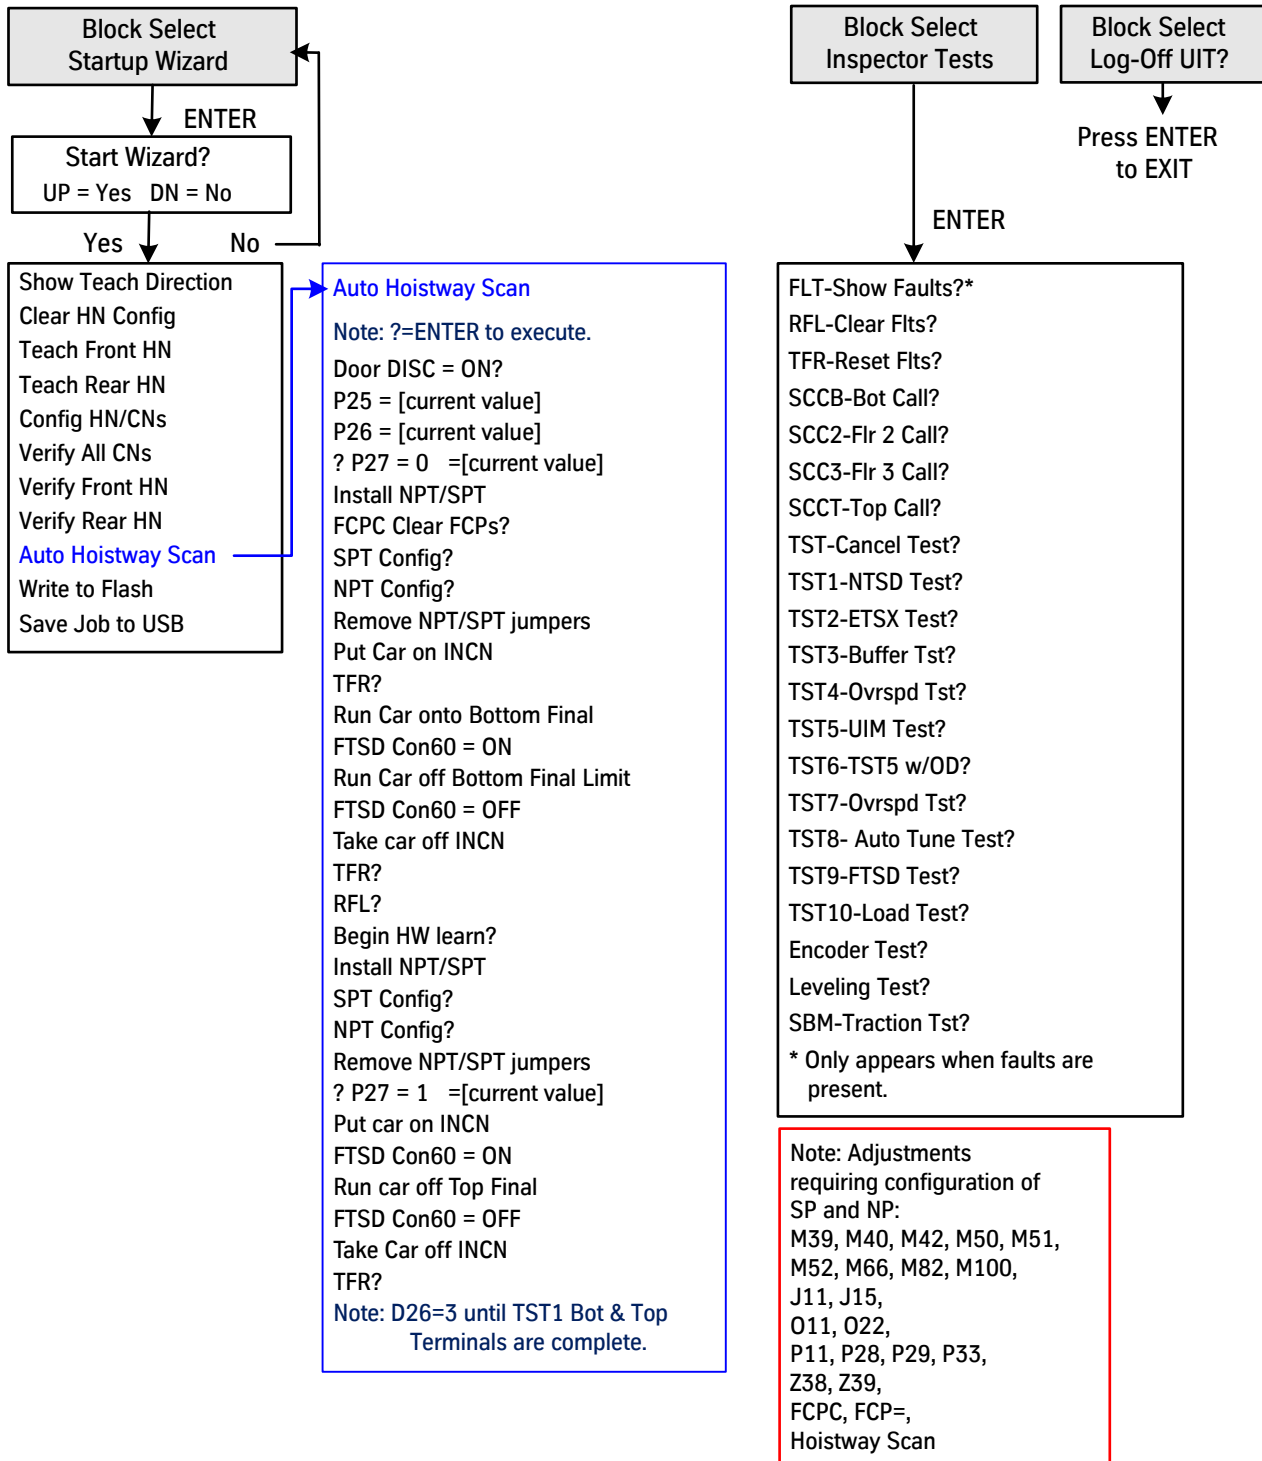 Block Select
Startup Wizard
ENTER
Start Wizard?
UP = Yes DN = No
Yes
No
Show Teach Direction
Clear HN Config
Teach Front HN
Teach Rear HN
Config HN/CNs
Verify All CNs
Verify Front HN
Verify Rear HN
Auto Hoistway Scan
Write to Flash
Save Job to USB
Auto Hoistway Scan
Note: ?=ENTER to execute.
Door DISC = ON?
P25 = [current value]
P26 = [current value]
? P27 = 0 =[current value]
Install NPT/SPT
FCPC Clear FCPs?
SPT Config?
NPT Config?
Remove NPT/SPT jumpers
Put Car on INCN
TFR?
Run Car onto Bottom Final
FTSD Con60 = ON
Run Car off Bottom Final Limit
FTSD Con60 = OFF
Take car off INCN
TFR?
RFL?
Begin HW learn?
Install NPT/SPT
SPT Config?
NPT Config?
Remove NPT/SPT jumpers
? P27 = 1 =[current value]
Put car on INCN
FTSD Con60 = ON
Run car off Top Final
FTSD Con60 = OFF
Take Car off INCN
TFR?
Note: D26=3 until TST1 Bot & Top
Terminals are complete.
Block Select
Inspector Tests
ENTER
FLT-Show Faults?*
RFL-Clear Flts?
TFR-Reset Flts?
SCCB-Bot Call?
SCC2-Flr 2 Call?
SCC3-Flr 3 Call?
SCCT-Top Call?
TST-Cancel Test?
TST1-NTSD Test?
TST2-ETSX Test?
TST3-Buffer Tst?
TST4-Ovrspd Tst?
TST5-UIM Test?
TST6-TST5 w/OD?
TST7-Ovrspd Tst?
TST8- Auto Tune Test?
TST9-FTSD Test?
TST10-Load Test?
Encoder Test?
Leveling Test?
SBM-Traction Tst?
* Only appears when faults are
present.
Note: Adjustments
requiring configuration of
SP and NP:
M39, M40, M42, M50, M51,
M52, M66, M82, M100,
J11, J15,
O11, O22,
P11, P28, P29, P33,
Z38, Z39,
FCPC, FCP=,
Hoistway Scan
Block Select
Log-Off UIT?
Press ENTER
to EXIT